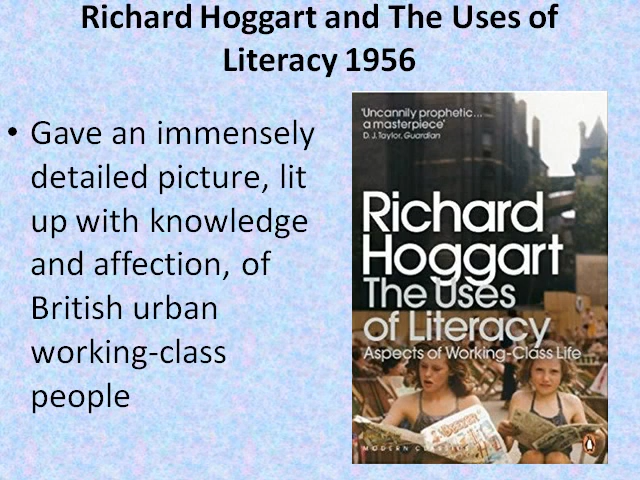 Richard Hoggart and The Uses of
Literacy 1956
• Gave an immensely
detailed picture, lit
up with knowledge
and affection, of
British urban
working-class
people
'Uncannily prophetic...
a masterpiece'
D. J. Taylor, Guardian
Richard
Hoggart
The Uses
of Literacy
Aspects of Working-Class Life
MODERN CLASSICS